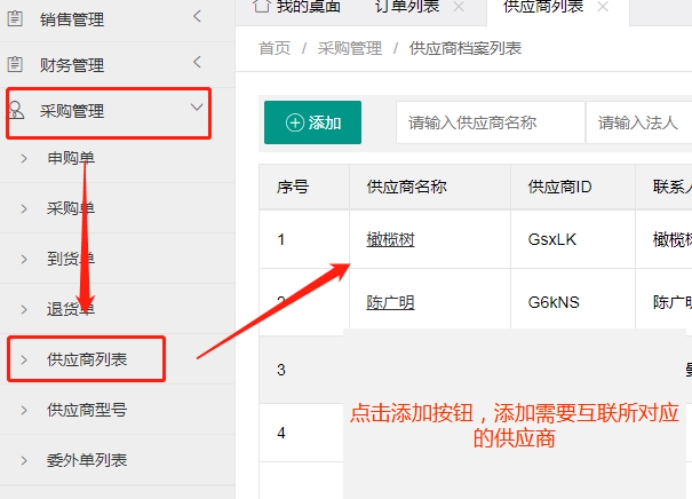 销售管理
财务管理
采购管理
申购单
采购单
到货单
退货单
供应商列表
供应商型号
委外单列表
我的桌面 订单列表 供应商列表
首页 / 采购管理 / 供应商档案列表
添加 请输入供应商名称 请输入法人
序号 供应商名称 供应商ID 联系
1 橄榄树 GsxLK 橄榄
2 陈广明 G6kNS 陈广明
3
4
点击添加按钮，添加需要互联所对应
的供应商